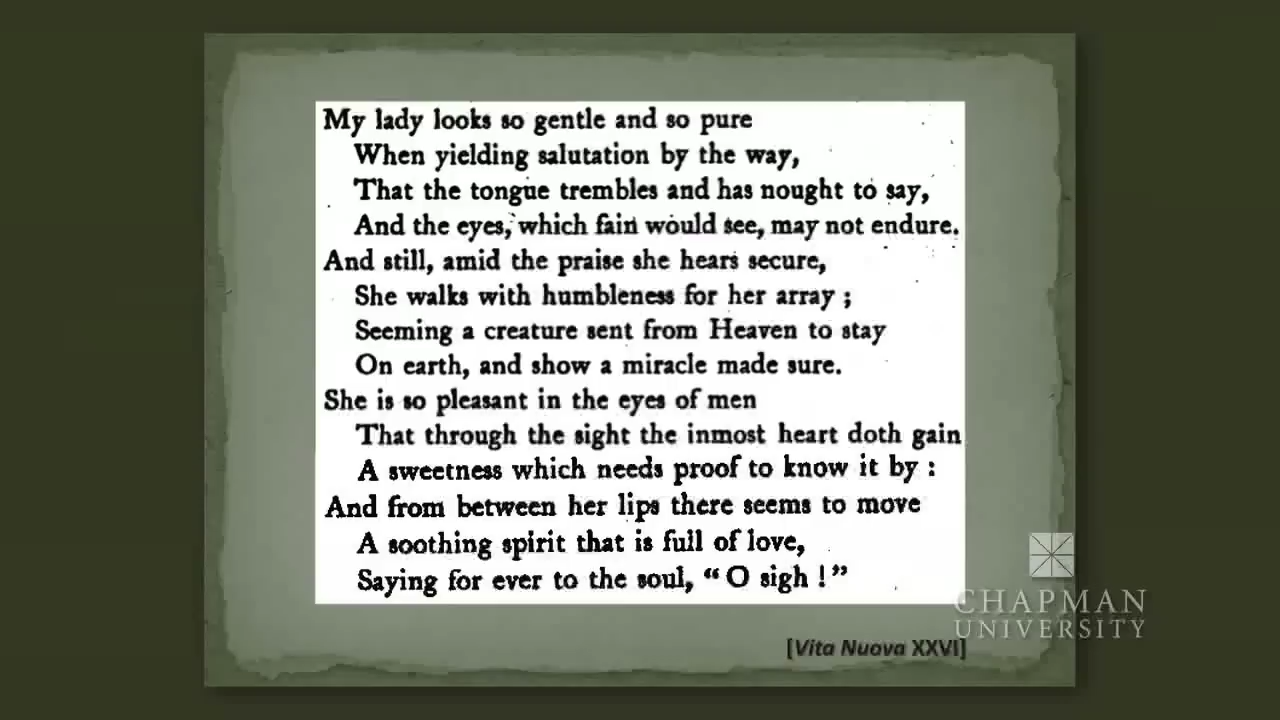 My lady looks so gentle and so pure
When yielding salutation by the way,
That the tongue trembles and has nought to say,
And the eyes, which fain would see, may not endure.
And still, amid the praise she hears secure,
She walks with humbleness for her array ;
Seeming a creature sent from Heaven to stay
On earth, and show a miracle made sure.
She is so pleasant in the eyes of men
That through the sight the inmost heart doth gain
A sweetness which needs proof to know it by :
And from between her lips there seems to move
A soothing spirit that is full of love,
Saying for ever to the soul, “O sigh !”
[Vita Nuova XXVI]
CHAPMAN
UNIVERSITY